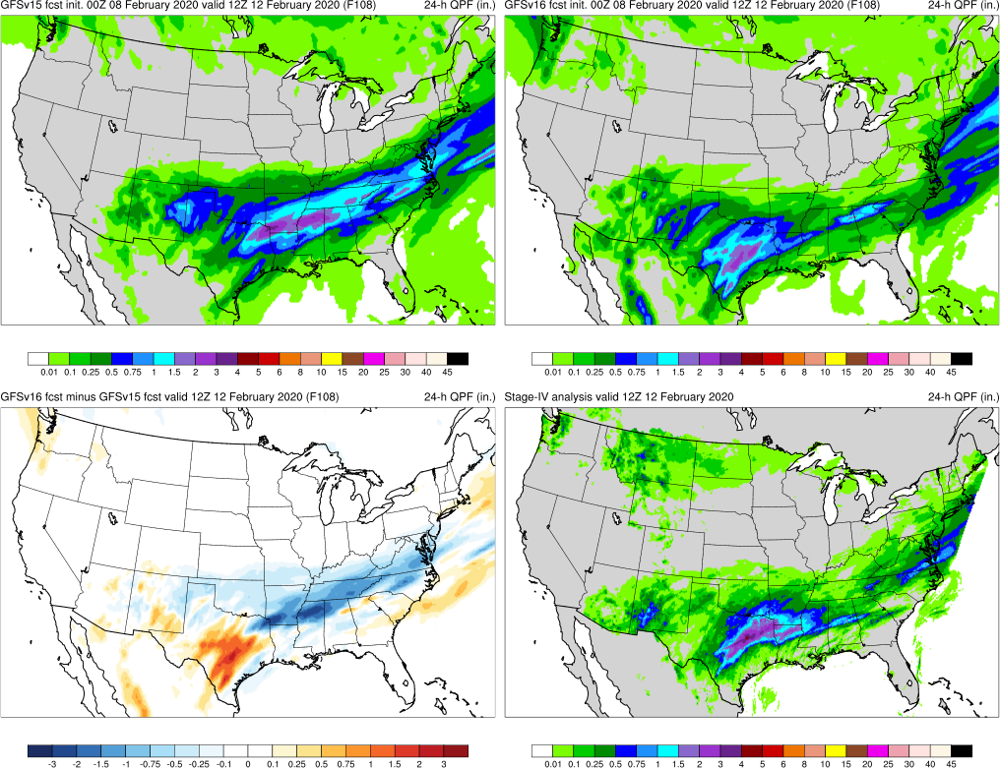 GFSv15 fcst init. 00Z 08 February 2020 valid 12Z 12 February 2020 (F108) 24-h QPF (in.)
GFSv16 fcst init. 00Z 08 February 2020 valid 12Z 12 February 2020 (F108) 24-h QPF (in.)
0.01 0.1 0.25 0.5 0.75 1 1.5 2 3 4 5 6 8 10 15 20 25 30 40 45
0.01 0.1 0.25 0.5 0.75 1 1.5 2 3 4 5 6 8 10 15 20 25 30 40 45
GFSv16 fcst minus GFSv15 fcst valid 12Z 12 February 2020 (F108) 24-h QPF (in.)
Stage-IV analysis valid 12Z 12 February 2020 24-h QPF (in.)
-3 -2 -1.5 -1 -0.75 -0.5 -0.25 -0.1 0 0.1 0.25 0.5 0.75 1 1.5 2 3
0.01 0.1 0.25 0.5 0.75 1 1.5 2 3 4 5 6 8 10 15 20 25 30 40 45